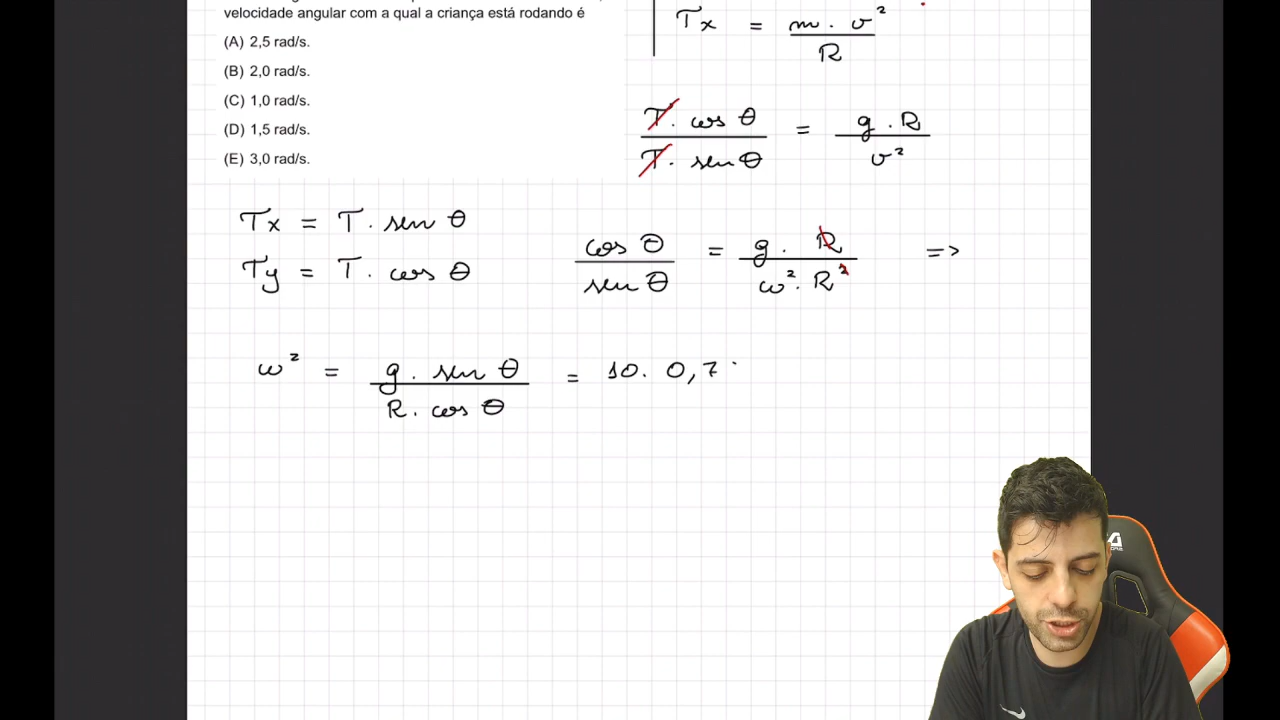 velocidade angular com a qual a criança está rodando é
(A) 2,5 rad/s.
(B) 2,0 rad/s.
(C) 1,0 rad/s.
(D) 1,5 rad/s.
(E) 3,0 rad/s.
Tx = m. v² / R
T. cos θ / T. sen θ = g . R / v²
Tx = T. sen θ
Ty = T. cos θ
cos θ / sen θ = g . R / ω². R² =>
ω² = g. sen θ / R. cos θ = 10. 0,7